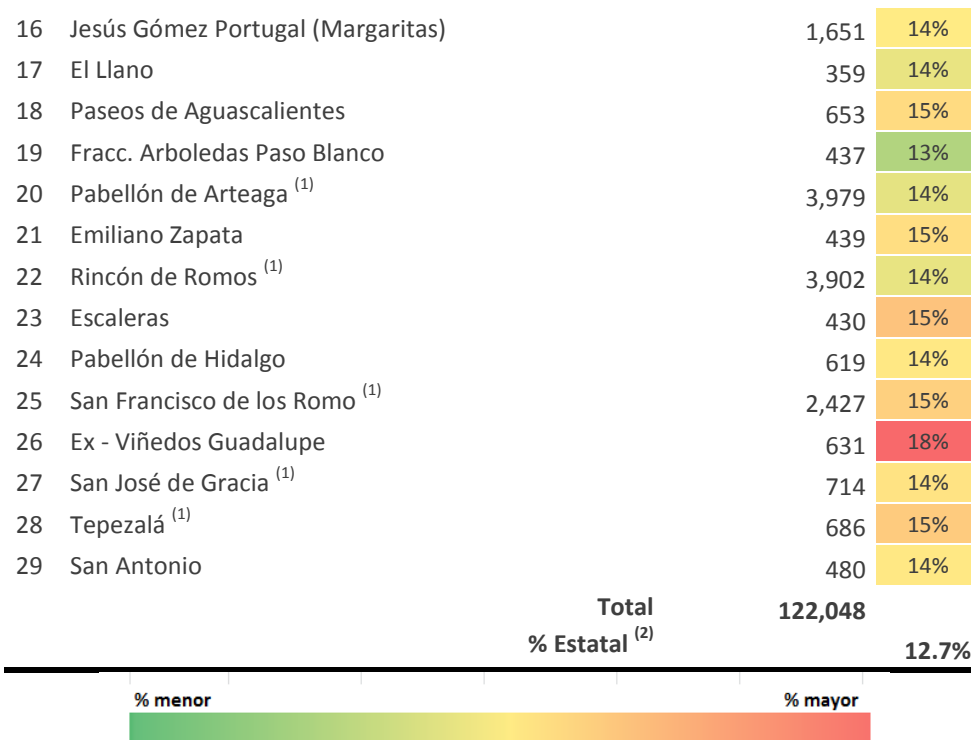 16 Jesús Gómez Portugal (Margaritas) 1,651 14%
17 El Llano 359 14%
18 Paseos de Aguascalientes 653 15%
19 Fracc. Arboledas Paso Blanco 437 13%
20 Pabellón de Arteaga (1) 3,979 14%
21 Emiliano Zapata 439 15%
22 Rincón de Romos (1) 3,902 14%
23 Escaleras 430 15%
24 Pabellón de Hidalgo 619 14%
25 San Francisco de los Romo (1) 2,427 15%
26 Ex - Viñedos Guadalupe 631 18%
27 San José de Gracia (1) 714 14%
28 Tepezalá (1) 686 15%
29 San Antonio 480 14%
Total 122,048
% Estatal (2) 12.7%
% menor % mayor